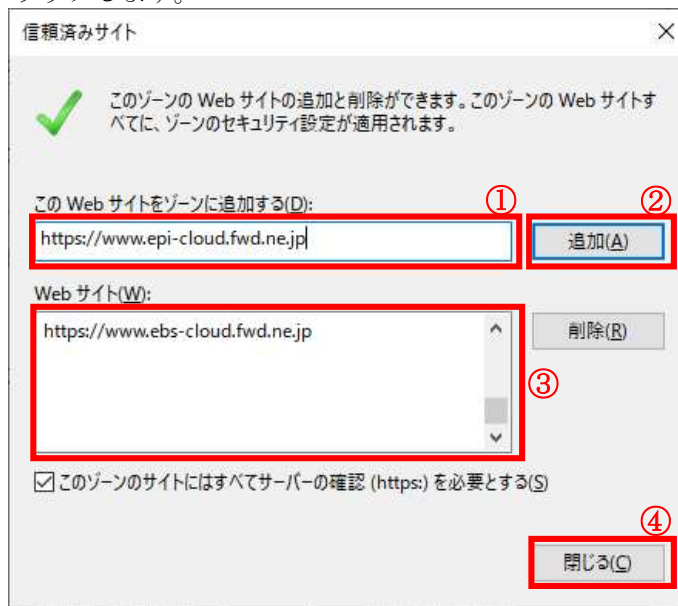 信頼済みサイト
このゾーンの Web サイトの追加と削除ができます。このゾーンの Web サイトす
べてに、ゾーンのセキュリティ設定が適用されます。
この Web サイトをゾーンに追加する(D):
①
②
https://www.epi-cloud.fwd.ne.jp
追加(A)
Web サイト(W):
https://www.ebs-cloud.fwd.ne.jp
削除(R)
③
このゾーンのサイトにはすべてサーバーの確認 (https:) を必要とする(S)
④
閉じる(C)